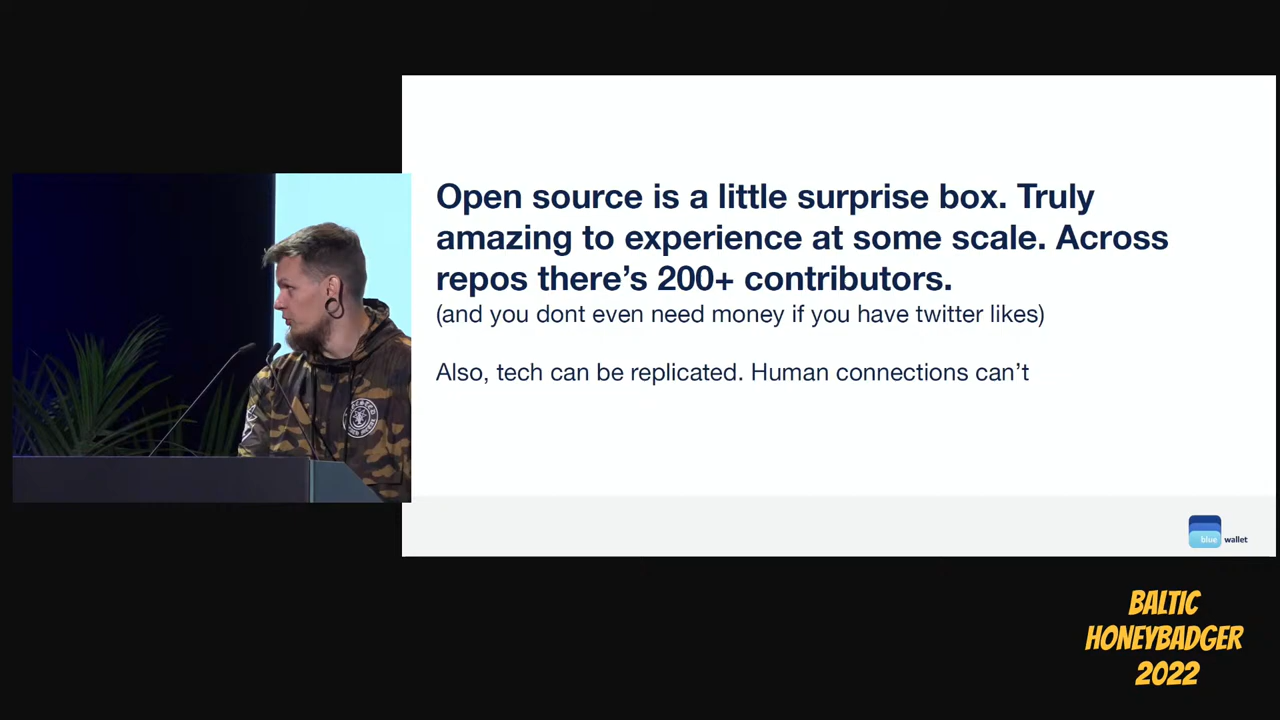 Open source is a little surprise box. Truly
amazing to experience at some scale. Across
repos there’s 200+ contributors.
(and you dont even need money if you have twitter likes)
Also, tech can be replicated. Human connections can’t
blue wallet
BALTIC
HONEYBADGER
2022